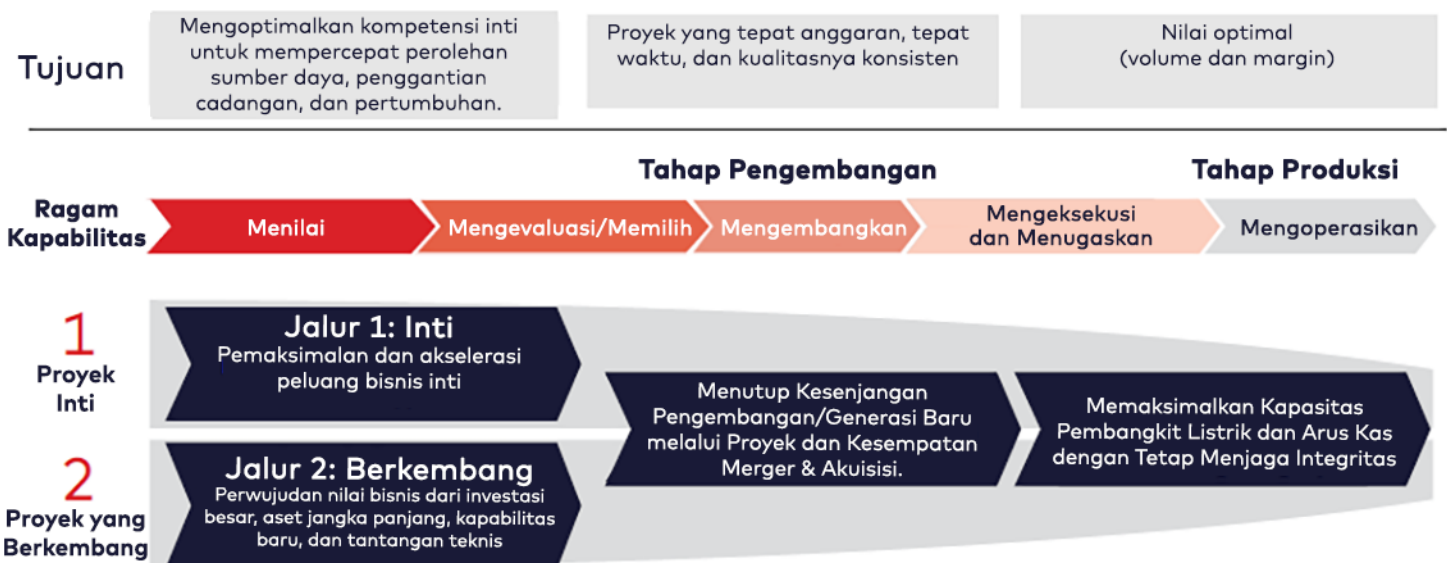 Tujuan
Mengoptimalkan kompetensi inti
untuk mempercepat perolehan
sumber daya, penggantian
cadangan, dan pertumbuhan.
Proyek yang tepat anggaran, tepat
waktu, dan kualitasnya konsisten
Nilai optimal
(volume dan margin)
Tahap Pengembangan
Tahap Produksi
Ragam
Kapabilitas
Menilai
Mengevaluasi/Memilih
Mengembangkan
Mengeksekusi
dan Menugaskan
Mengoperasikan
1
Proyek
Inti
Jalur 1: Inti
Pemaksimalan dan akselerasi
peluang bisnis inti
2
Proyek yang
Berkembang
Jalur 2: Berkembang
Perwujudan nilai bisnis dari investasi
besar, aset jangka panjang, kapabilitas
baru, dan tantangan teknis
Menutup Kesenjangan
Pengembangan/Generasi Baru
melalui Proyek dan Kesempatan
Merger & Akuisisi.
Memaksimalkan Kapasitas
Pembangkit Listrik dan Arus Kas
dengan Tetap Menjaga Integritas